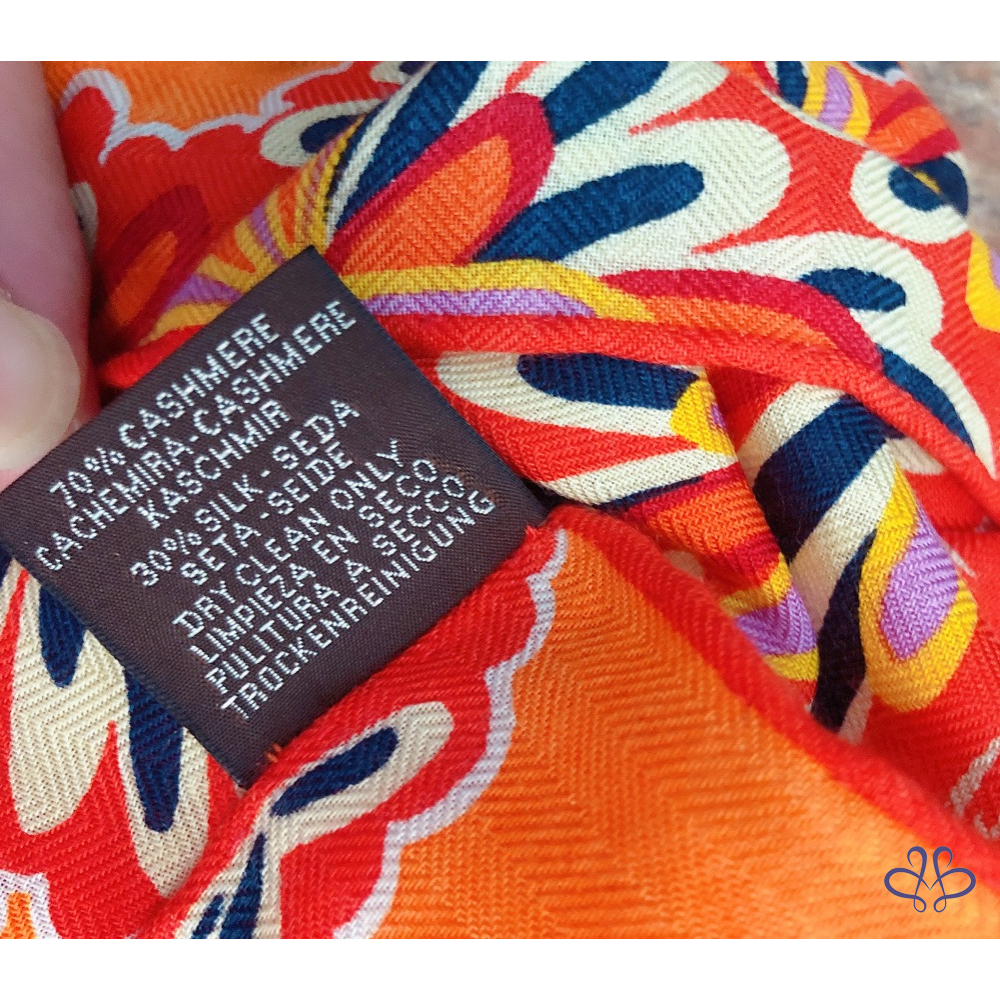 70% CASHMERE
CACHEMIRA-CASHMERE
KASCHMIR
30% SILK-SEDA
SETA-SEIDE
DRY CLEAN ONLY
LIMPIEZA EN SECO
PULITURA A SECCO
TROCKENREINIGUNG